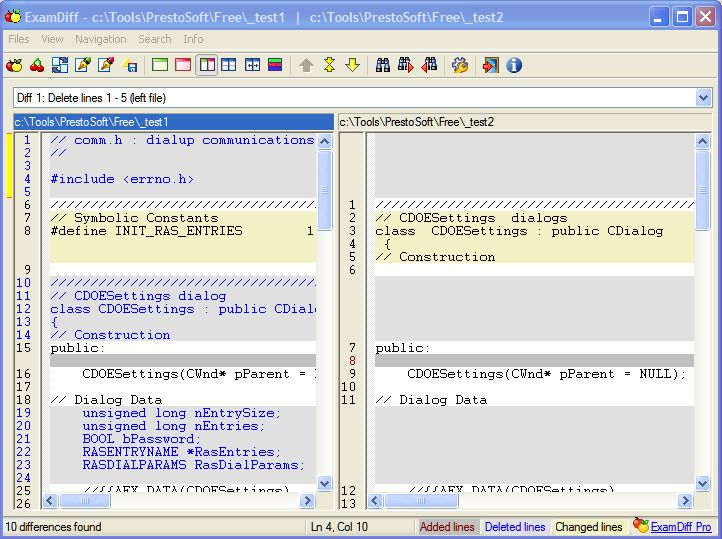 ExamDiff - c:\Tools\PrestoSoft\Free\_test1 | c:\Tools\PrestoSoft\Free\_test2
Files View Navigation Search Info
Diff 1: Delete lines 1 - 5 (left file)
c:\Tools\PrestoSoft\Free\_test1
1 // comm.h : dialup communications
2 //
3
4 #include <errno.h>
5
6 /////////////////////////////////
7 // Symbolic Constants
8 #define INIT_RAS_ENTRIES 1
9
10 /////////////////////////////////
11 // CDOESettings dialog
12 class CDOESettings : public CDial
13 {
14 // Construction
15 public:
16 CDOESettings(CWnd* pParent =
17
18 // Dialog Data
19 unsigned long nEntrySize;
20 unsigned long nEntries;
21 BOOL bPassword;
22 RASENTRYNAME *RasEntries;
23 RASDIALPARAMS RasDialParams;
24
25 //{{AFX_DATA(CDOESettings)
26
c:\Tools\PrestoSoft\Free\_test2
1 ////////////////////////////////////////
2 // CDOESettings dialogs
3 class CDOESettings : public CDialog
4 {
5 // Construction
6
7 public:
8
9 CDOESettings(CWnd* pParent = NULL);
10
11 // Dialog Data
12 //{{AFX_DATA(CDOESettings)
13
10 differences found Ln 4, Col 10 Added lines Deleted lines Changed lines ExamDiff Pro